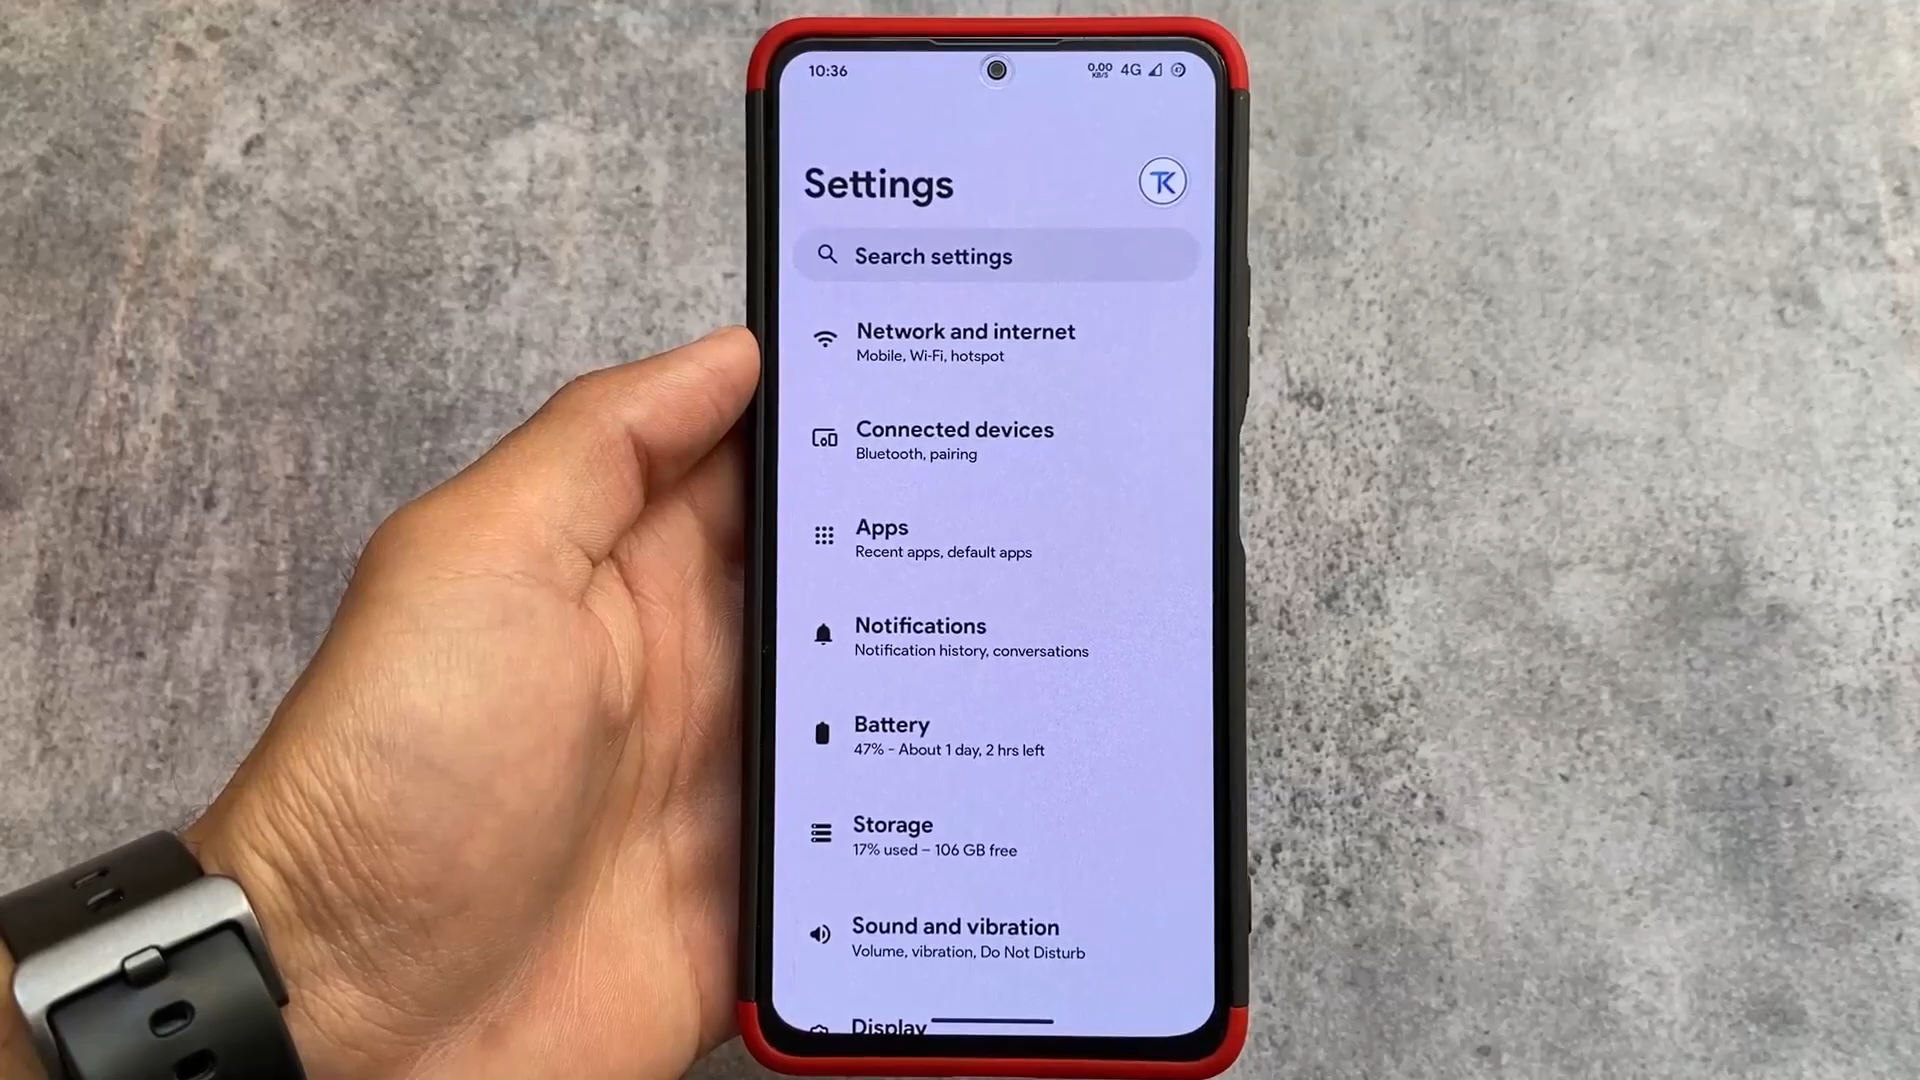 10:36
0.00
KB/S
4G
47
Settings
TK
Search settings
Network and internet
Mobile, Wi-Fi, hotspot
Connected devices
Bluetooth, pairing
Apps
Recent apps, default apps
Notifications
Notification history, conversations
Battery
47% - About 1 day, 2 hrs left
Storage
17% used – 106 GB free
Sound and vibration
Volume, vibration, Do Not Disturb
Display